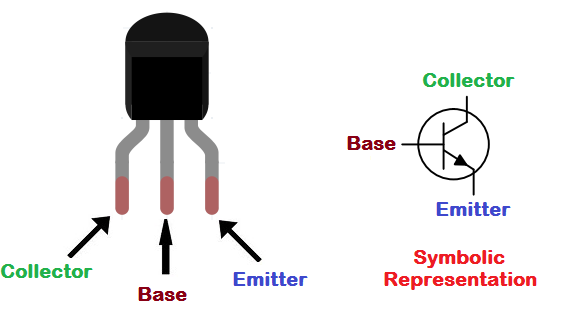 Collector
Base
Emitter
Collector
Base
Emitter
Symbolic
Representation